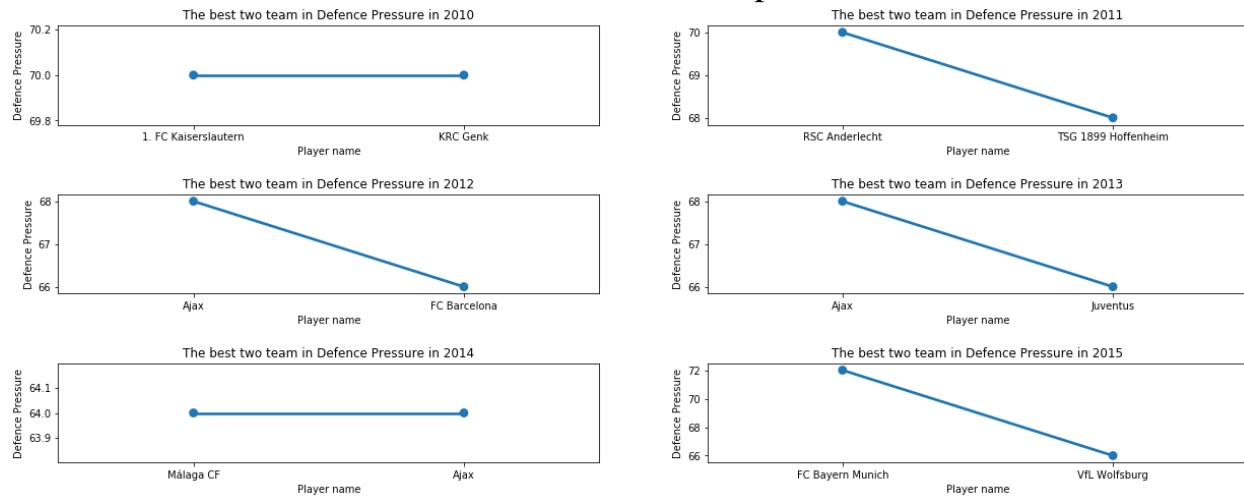 The best two team in Defence Pressure in 2010
Defence Pressure
70.2
70.0
69.8
1. FC Kaiserslautern
KRC Genk
Player name
The best two team in Defence Pressure in 2011
Defence Pressure
70
69
68
RSC Anderlecht
TSG 1899 Hoffenheim
Player name
The best two team in Defence Pressure in 2012
Defence Pressure
68
67
66
Ajax
FC Barcelona
Player name
The best two team in Defence Pressure in 2013
Defence Pressure
68
67
66
Ajax
Juventus
Player name
The best two team in Defence Pressure in 2014
Defence Pressure
64.1
64.0
63.9
Málaga CF
Ajax
Player name
The best two team in Defence Pressure in 2015
Defence Pressure
72
70
68
66
FC Bayern Munich
VfL Wolfsburg
Player name